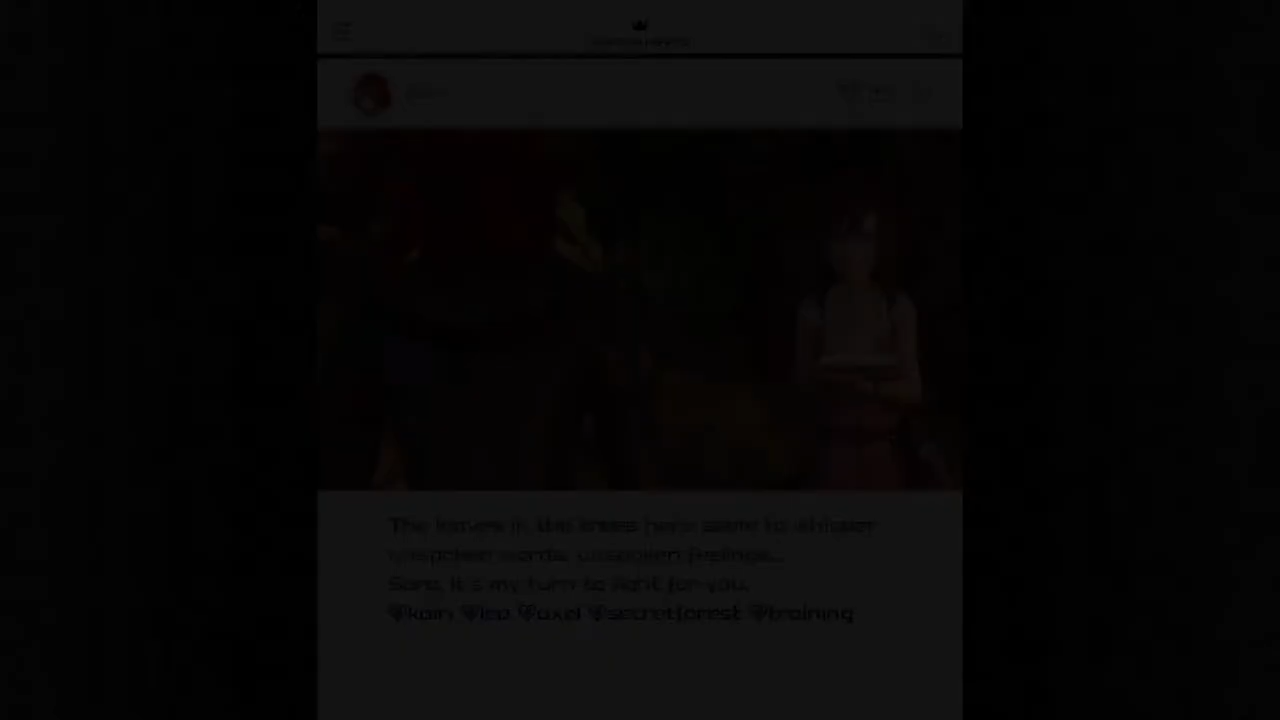 The leaves in the trees here seem to whisper
unspoken words, unspoken feelings...
Sora, it's my turn to fight for you.
kairi lea axel secretforest training